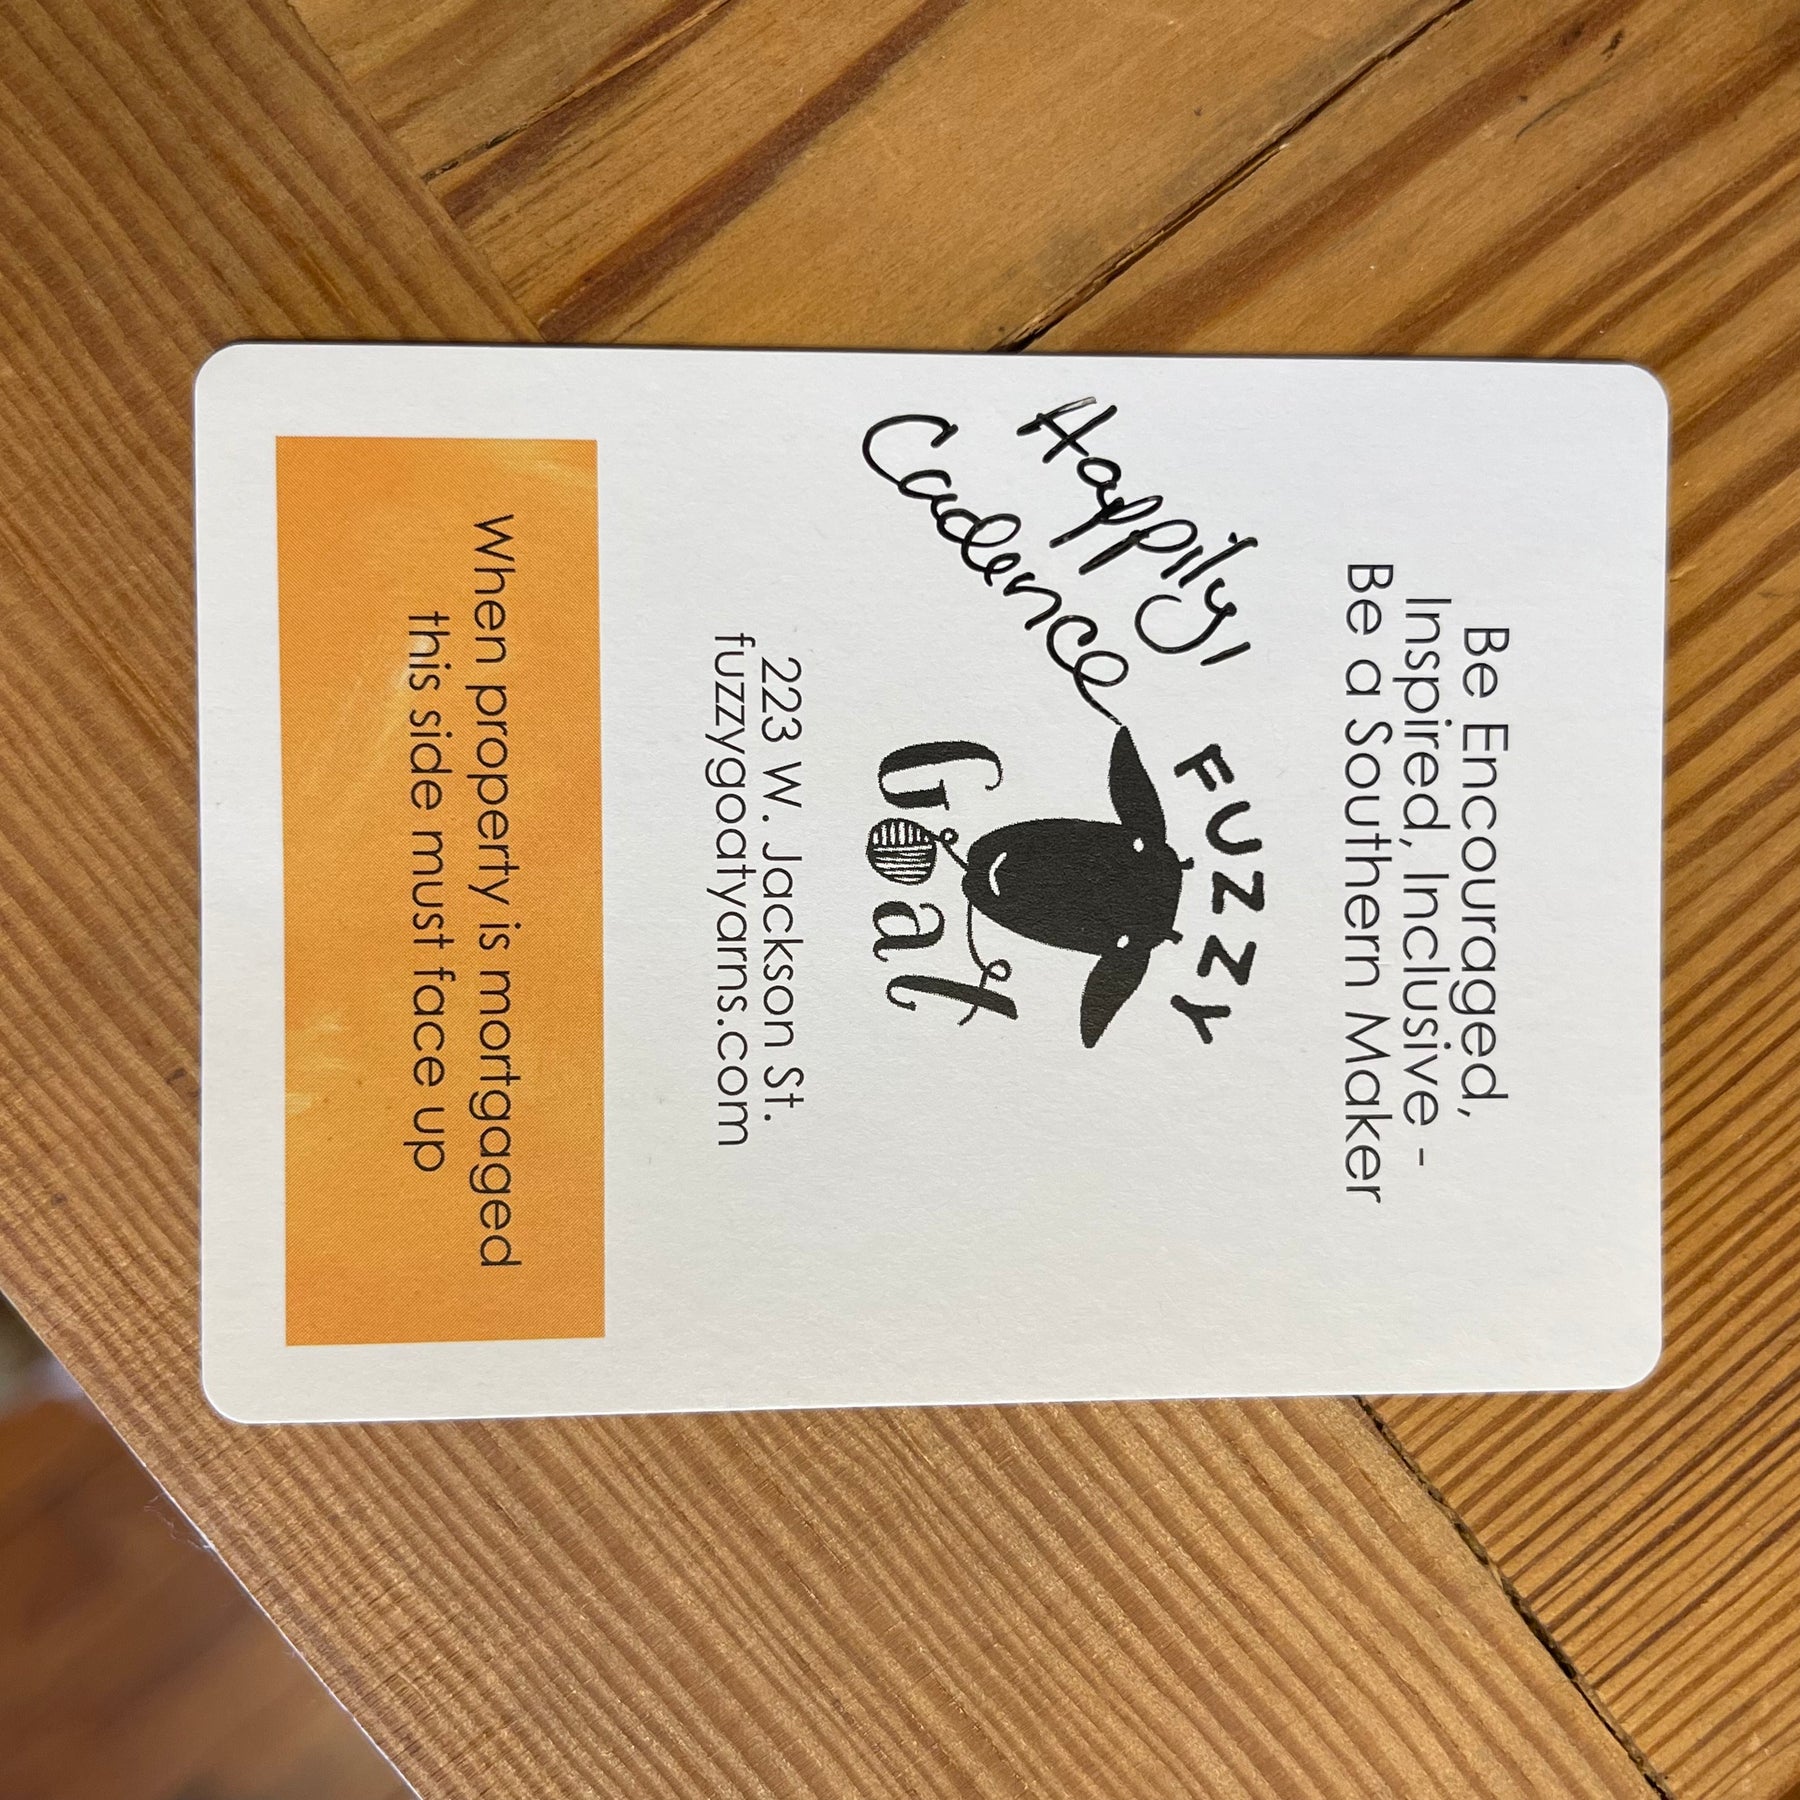 Be Encouraged,
Inspired, Inclusive -
Be a Southern Maker
Happily,
Cadence
FUZZY
Goat
223 W. Jackson St.
fuzzygoatyarns.com
When property is mortgaged
this side must face up